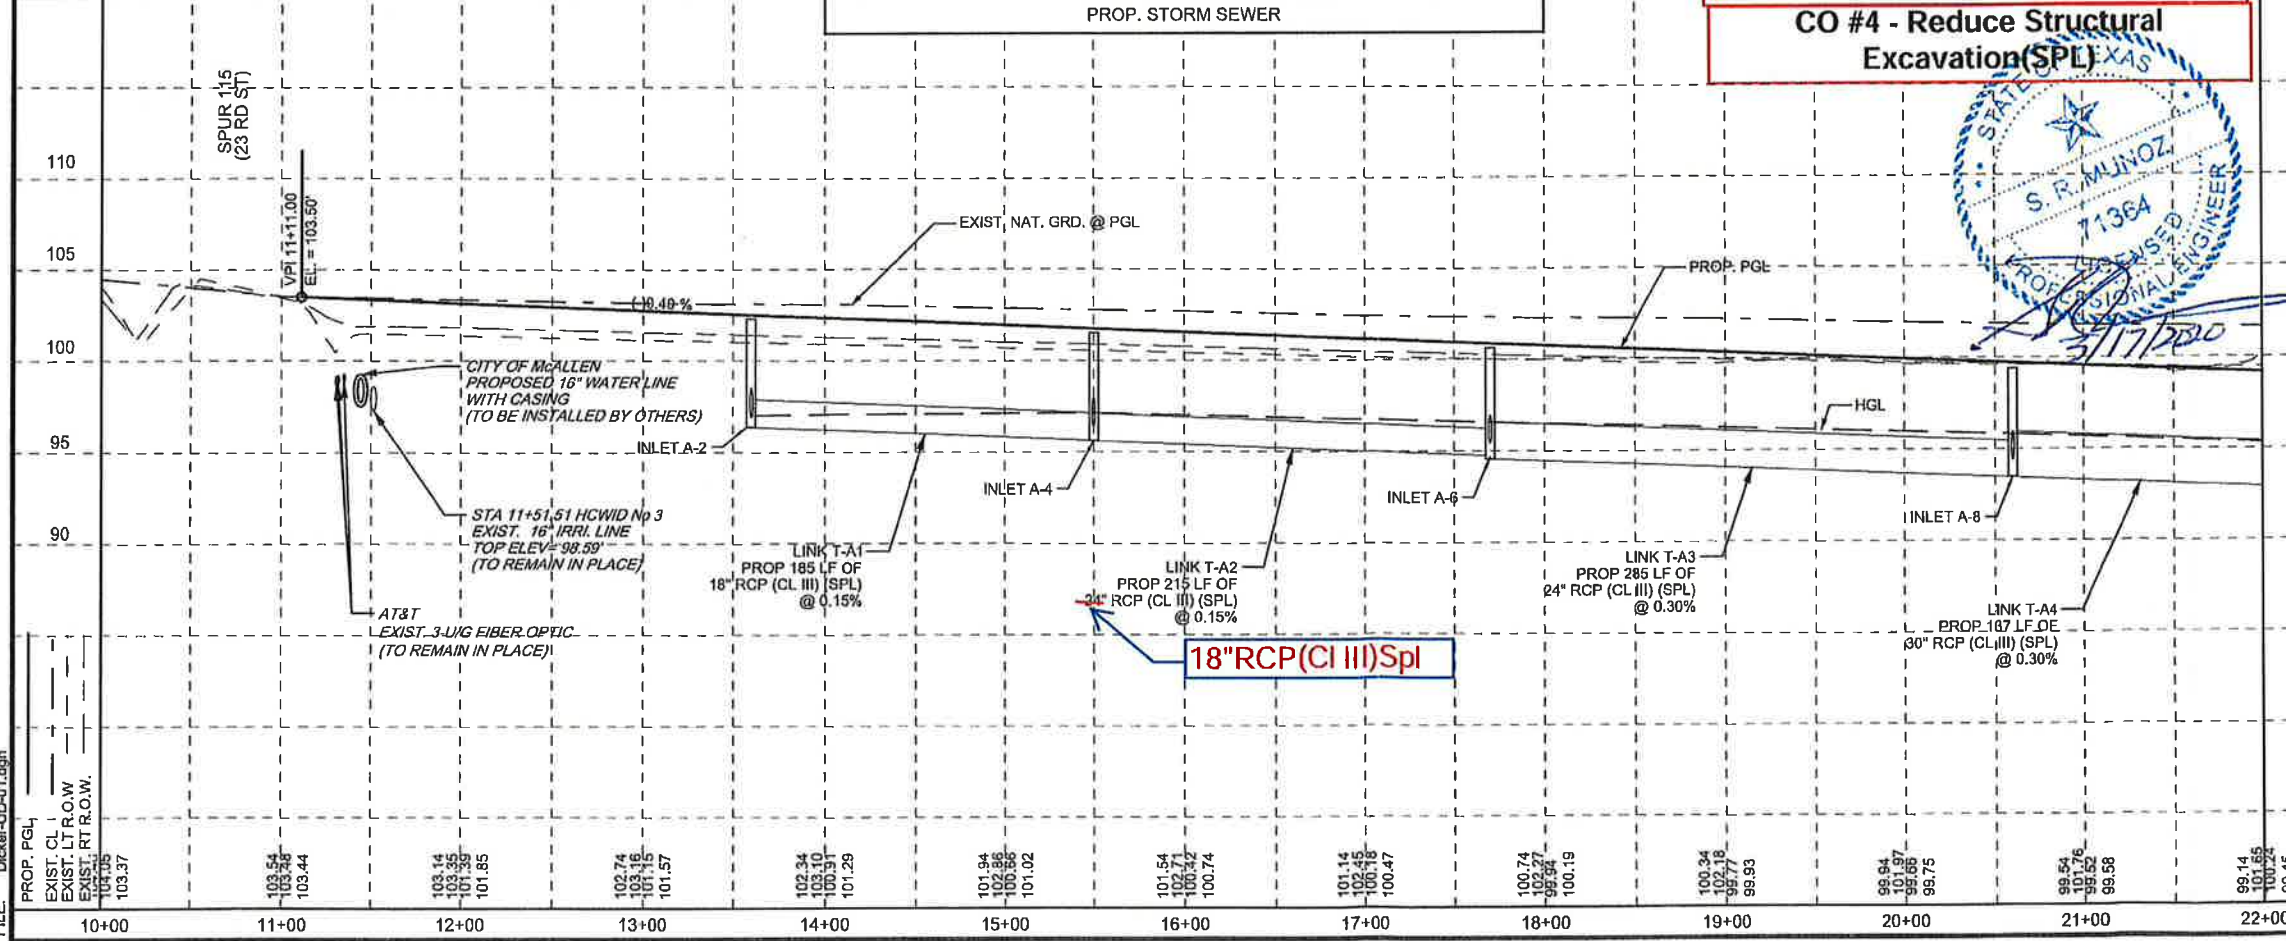 PROP. STORM SEWER
CO #4 - Reduce Structural
Excavation(SPL)
STATE OF TEXAS
S. R. MUNOZ
71364
LICENSED
PROFESSIONAL ENGINEER
3/17/2020
SPUR 115
(23 RD ST)
VPI 11+11.00
EL. = 103.50'
110
105
100
95
90
EXIST. NAT. GRD. @ PGL
PROP. PGL
(-)0.40 %
HGL
CITY OF McALLEN
PROPOSED 16" WATER LINE
WITH CASING
(TO BE INSTALLED BY OTHERS)
INLET A-2
INLET A-4
INLET A-6
INLET A-8
STA 11+51.51 HCWID No 3
EXIST. 16" IRRI. LINE
TOP ELEV= 98.59'
(TO REMAIN IN PLACE)
AT&T
EXIST. 3-U/G FIBER OPTIC
(TO REMAIN IN PLACE)
LINK T-A1
PROP 185 LF OF
18" RCP (CL III) (SPL)
@ 0.15%
LINK T-A2
PROP 215 LF OF
24" RCP (CL III) (SPL)
@ 0.15%
18"RCP(Cl III)Spl
LINK T-A3
PROP 285 LF OF
24" RCP (CL III) (SPL)
@ 0.30%
LINK T-A4
PROP 187 LF OF
30" RCP (CL III) (SPL)
@ 0.30%
PROP. PGL
EXIST. CL
EXIST. LT R.O.W
EXIST. RT R.O.W.
104.05
103.37
103.54
103.48
103.44
103.14
103.35
101.39
101.85
102.74
103.16
101.15
101.57
102.34
103.10
100.91
101.29
101.94
102.86
100.66
101.02
101.54
102.71
100.42
100.74
101.14
102.45
100.18
100.47
100.74
102.27
99.94
100.19
100.34
102.18
99.77
99.93
99.94
101.97
99.66
99.75
99.54
101.76
99.52
99.58
99.14
101.65
100.24
10+00
11+00
12+00
13+00
14+00
15+00
16+00
17+00
18+00
19+00
20+00
21+00
22+00
FILE: